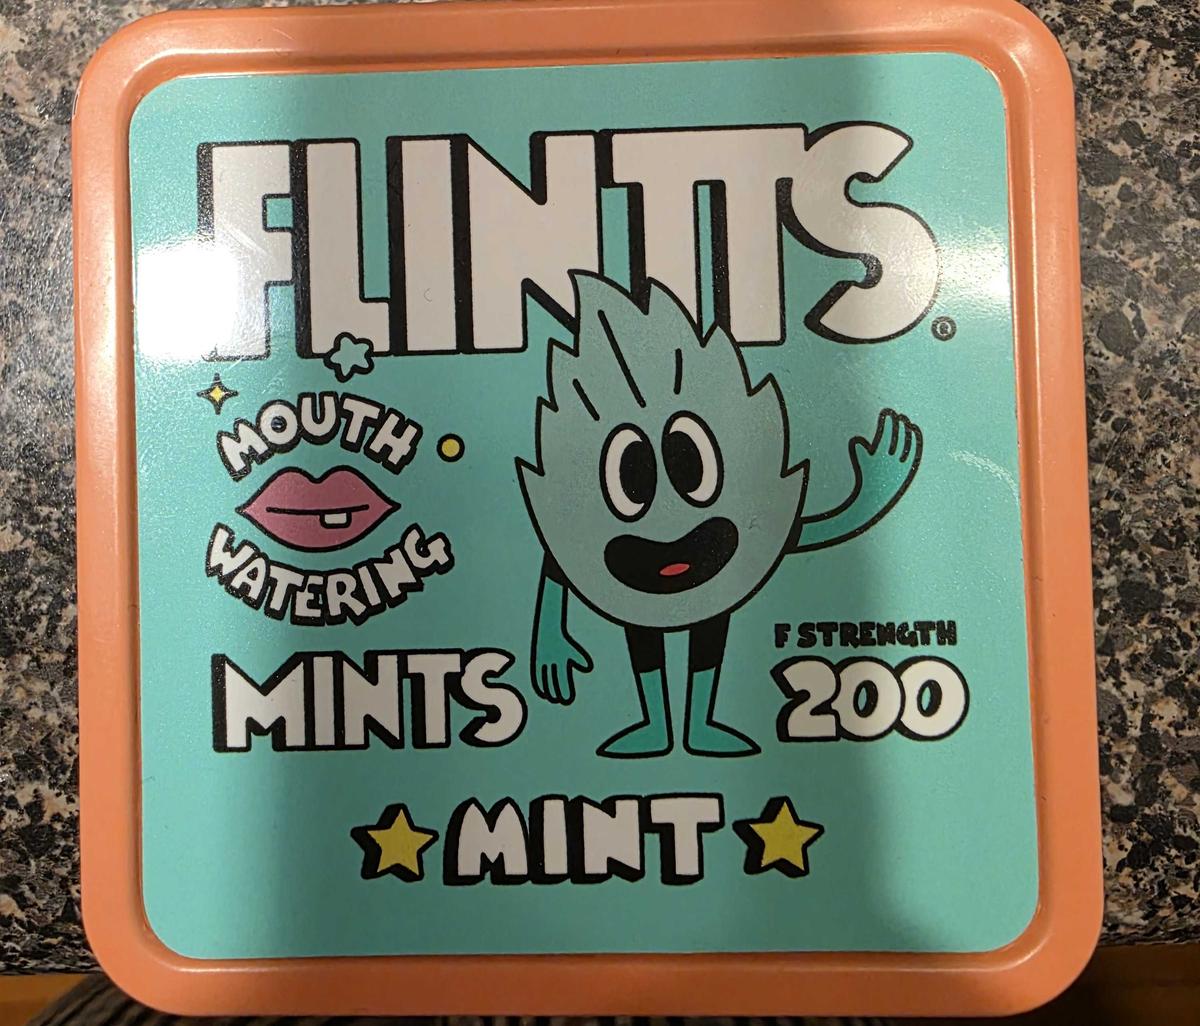 FLINTTS®
MOUTH
WATERING
MINTS
F STRENGTH
200
MINT